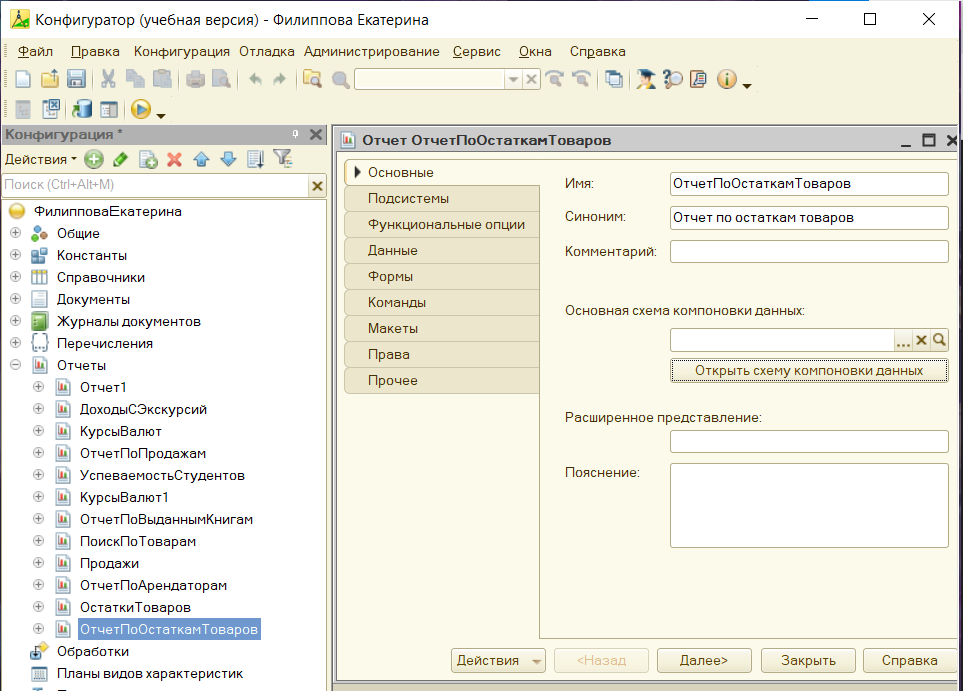 Конфигуратор (учебная версия) - Филиппова Екатерина
Файл Правка Конфигурация Отладка Администрирование Сервис Окна Справка
Конфигурация *
Действия
Поиск (Ctrl+Alt+M)
ФилипповаЕкатерина
Общие
Константы
Справочники
Документы
Журналы документов
Перечисления
Отчеты
Отчет1
ДоходыСЭкскурсий
КурсыВалют
ОтчетПоПродажам
УспеваемостьСтудентов
КурсыВалют1
ОтчетПоВыданнымКнигам
ПоискПоТоварам
Продажи
ОтчетПоАрендаторам
ОстаткиТоваров
ОтчетПоОстаткамТоваров
Обработки
Планы видов характеристик
Отчет ОтчетПоОстаткамТоваров
Основные
Подсистемы
Функциональные опции
Данные
Формы
Команды
Макеты
Права
Прочее
Имя: ОтчетПоОстаткамТоваров
Синоним: Отчет по остаткам товаров
Комментарий:
Основная схема компоновки данных:
...
Открыть схему компоновки данных
Расширенное представление:
Пояснение:
Действия <Назад Далее> Закрыть Справка